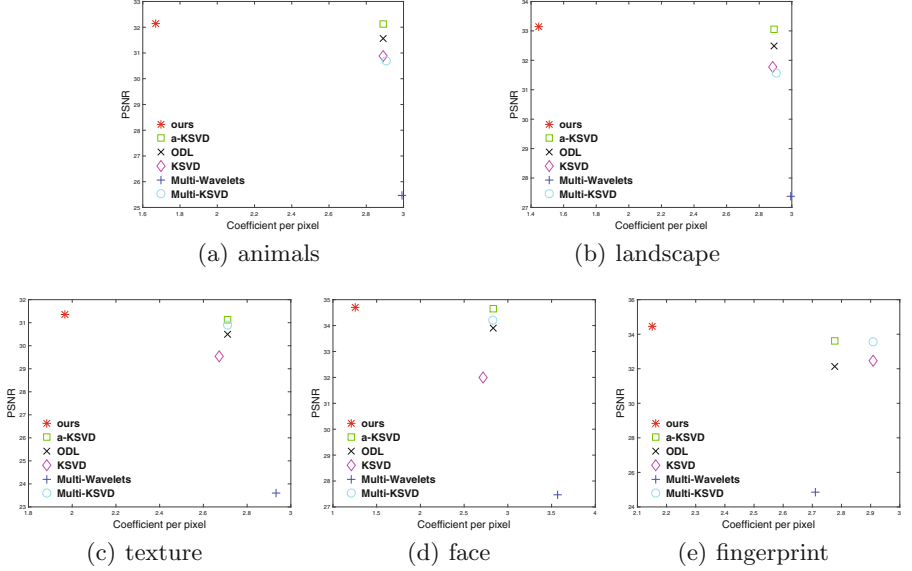 33
32
31
30
29
28
27
26
25
PSNR
ours
a-KSVD
ODL
KSVD
Multi-Wavelets
Multi-KSVD
1.6 1.8 2 2.2 2.4 2.6 2.8 3
Coefficient per pixel
(a) animals
34
33
32
31
30
29
28
27
PSNR
ours
a-KSVD
ODL
KSVD
Multi-Wavelets
Multi-KSVD
1.4 1.6 1.8 2 2.2 2.4 2.6 2.8 3
Coefficient per pixel
(b) landscape
32
31
30
29
28
27
26
25
24
23
PSNR
ours
a-KSVD
ODL
KSVD
Multi-Wavelets
Multi-KSVD
1.8 2 2.2 2.4 2.6 2.8 3
Coefficient per pixel
(c) texture
35
34
33
32
31
30
29
28
27
PSNR
ours
a-KSVD
ODL
KSVD
Multi-Wavelets
Multi-KSVD
1 1.5 2 2.5 3 3.5 4
Coefficient per pixel
(d) face
36
34
32
30
28
26
24
PSNR
ours
a-KSVD
ODL
KSVD
Multi-Wavelets
Multi-KSVD
2.1 2.2 2.3 2.4 2.5 2.6 2.7 2.8 2.9 3
Coefficient per pixel
(e) fingerprint